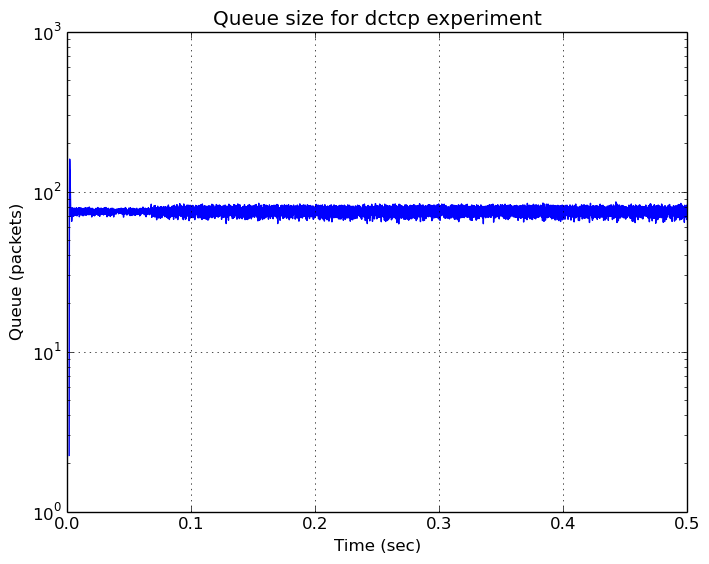 Queue size for dctcp experiment
10³
10²
10¹
10⁰
Queue (packets)
0.0 0.1 0.2 0.3 0.4 0.5
Time (sec)